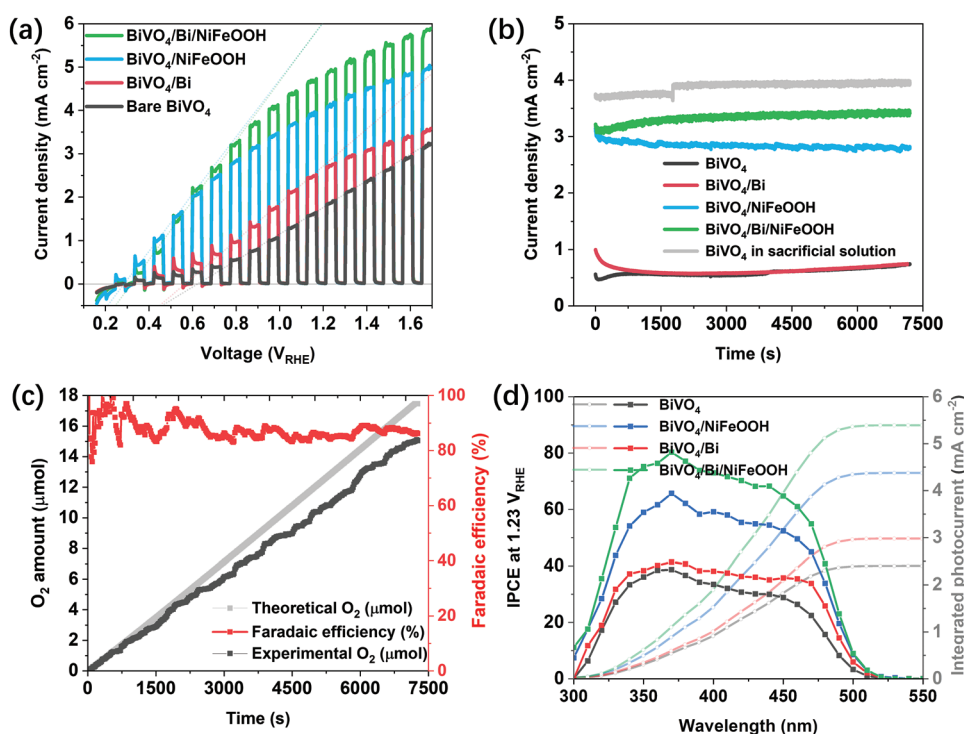 (a)
BiVO₄/Bi/NiFeOOH
BiVO₄/NiFeOOH
BiVO₄/Bi
Bare BiVO₄
Current density (mA cm⁻²)
6
5
4
3
2
1
0
0.2 0.4 0.6 0.8 1.0 1.2 1.4 1.6
Voltage (V_RHE)
(b)
Current density (mA cm⁻²)
5
4
3
2
1
0
BiVO₄
BiVO₄/Bi
BiVO₄/NiFeOOH
BiVO₄/Bi/NiFeOOH
BiVO₄ in sacrificial solution
0 1500 3000 4500 6000 7500
Time (s)
(c)
O₂ amount (μmol)
18
16
14
12
10
8
6
4
2
0
Theoretical O₂ (μmol)
Faradaic efficiency (%)
Experimental O₂ (μmol)
100
80
60
40
20
0
Faradaic efficiency (%)
0 1500 3000 4500 6000 7250
Time (s)
(d)
IPCE at 1.23 V_RHE
100
80
60
40
20
0
BiVO₄
BiVO₄/NiFeOOH
BiVO₄/Bi
BiVO₄/Bi/NiFeOOH
6
5
4
3
2
1
0
Integrated photocurrent (mA cm⁻²)
300 350 400 450 500 550
Wavelength (nm)